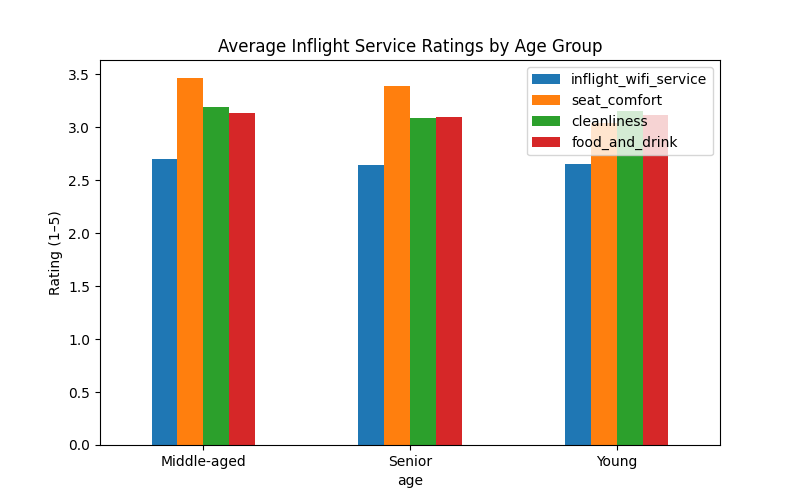 Average Inflight Service Ratings by Age Group
inflight_wifi_service
seat_comfort
cleanliness
food_and_drink
Rating (1–5)
3.5
3.0
2.5
2.0
1.5
1.0
0.5
0.0
Middle-aged
Senior
Young
age